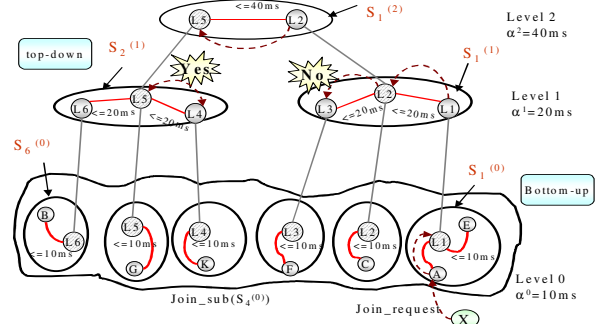 <=40ms
L5
L2
S₁⁽²⁾
Level 2
α²=40ms
top-down
S₂⁽¹⁾
Yes
No
S₁⁽¹⁾
L6
L5
L4
<=20ms
<=20ms
L3
L2
L1
<=20ms
<=20ms
Level 1
α¹=20ms
S₆⁽⁰⁾
S₁⁽⁰⁾
Bottom-up
B
L6
<=10ms
L5
<=10ms
G
L4
<=10ms
K
L3
<=10ms
F
L2
<=10ms
C
E
L1
<=10ms
A
Level 0
α⁰=10ms
Join_sub(S₄⁽⁰⁾)
Join_request
X